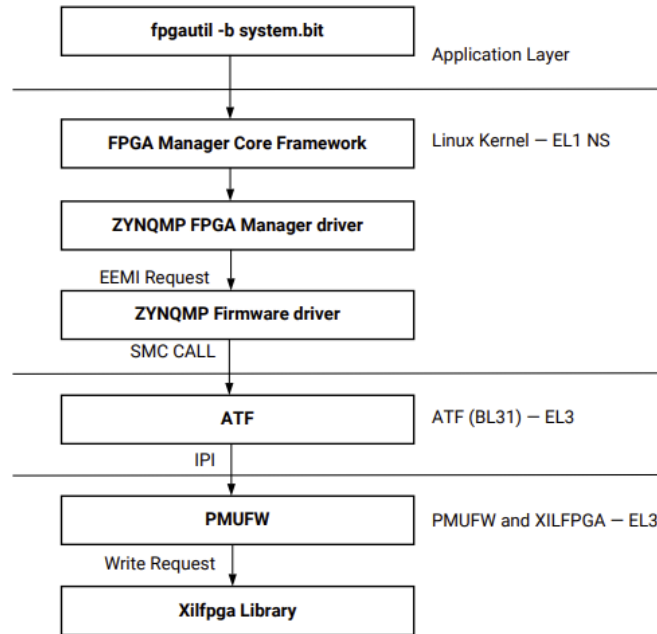 fpgautil -b system.bit
Application Layer
FPGA Manager Core Framework
Linux Kernel — EL1 NS
ZYNQMP FPGA Manager driver
EEMI Request
ZYNQMP Firmware driver
SMC CALL
ATF
ATF (BL31) — EL3
IPI
PMUFW
PMUFW and XILFPGA — EL3
Write Request
Xilfpga Library